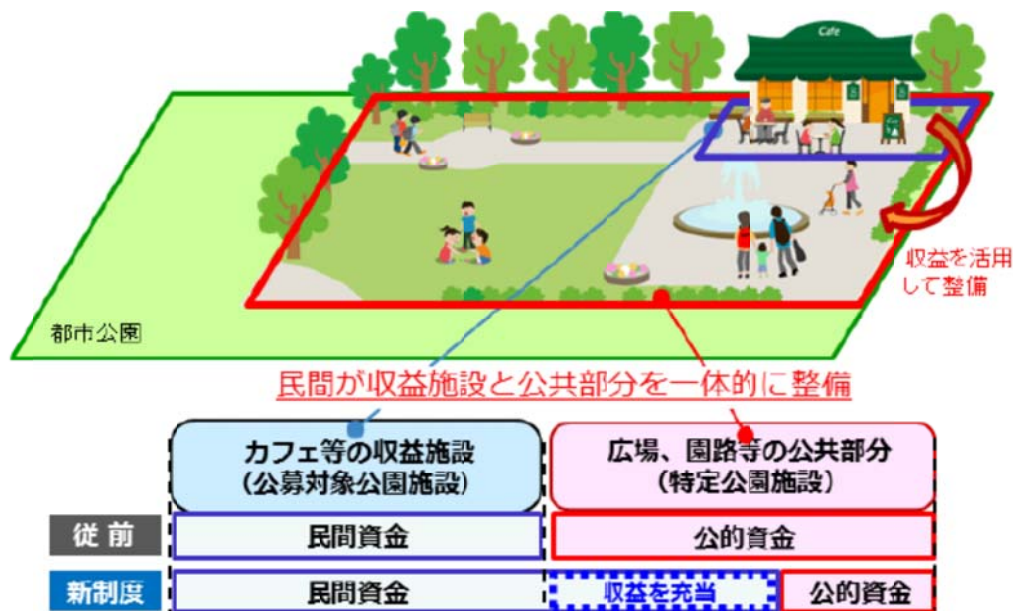 Cafe
収益を活用
して整備
都市公園
民間が収益施設と公共部分を一体的に整備
カフェ等の収益施設
（公募対象公園施設）
広場、園路等の公共部分
（特定公園施設）
従前
民間資金
公的資金
新制度
民間資金
収益を充当
公的資金